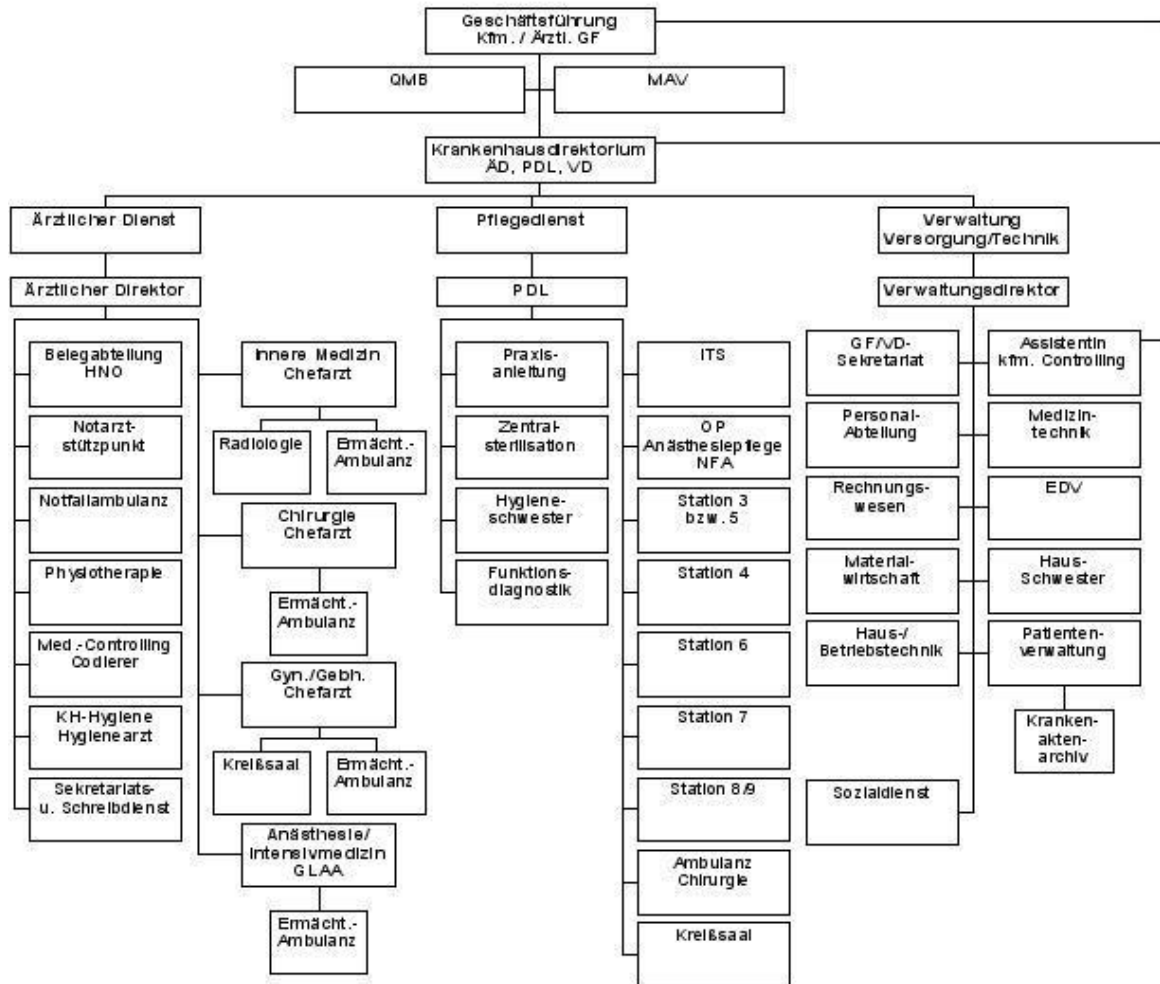 Geschäftsführung
Kfm. / Ärztl. GF
QMB
MAV
Krankenhausdirektorium
ÄD, PDL, VD
Ärztlicher Dienst
Pflegedienst
Verwaltung
Versorgung/Technik
Ärztlicher Direktor
PDL
Verwaltungsdirektor
Belegabteilung
HNO
Notarzt-
stützpunkt
Notfallambulanz
Physiotherapie
Med.-Controlling
Codierer
KH-Hygiene
Hygienearzt
Sekretariats-
u. Schreibdienst
Innere Medizin
Chefarzt
Radiologie
Ermächt.-
Ambulanz
Chirurgie
Chefarzt
Ermächt.-
Ambulanz
Gyn./Gebh.
Chefarzt
Kreißsaal
Ermächt.-
Ambulanz
Anästhesie/
Intensivmedizin
GLAA
Ermächt.-
Ambulanz
Praxis-
anleitung
Zentral-
sterilisation
Hygiene-
schwester
Funktions-
diagnostik
ITS
OP
Anästhesiepflege
NFA
Station 3
bzw. 5
Station 4
Station 6
Station 7
Station 8/9
Ambulanz
Chirurgie
Kreißsaal
GF/VD-
Sekretariat
Personal-
Abteilung
Rechnungs-
wesen
Material-
wirtschaft
Haus-/
Betriebstechnik
Sozialdienst
Assistentin
kfm. Controlling
Medizin-
technik
EDV
Haus-
Schwester
Patienten-
verwaltung
Kranken-
akten-
archiv